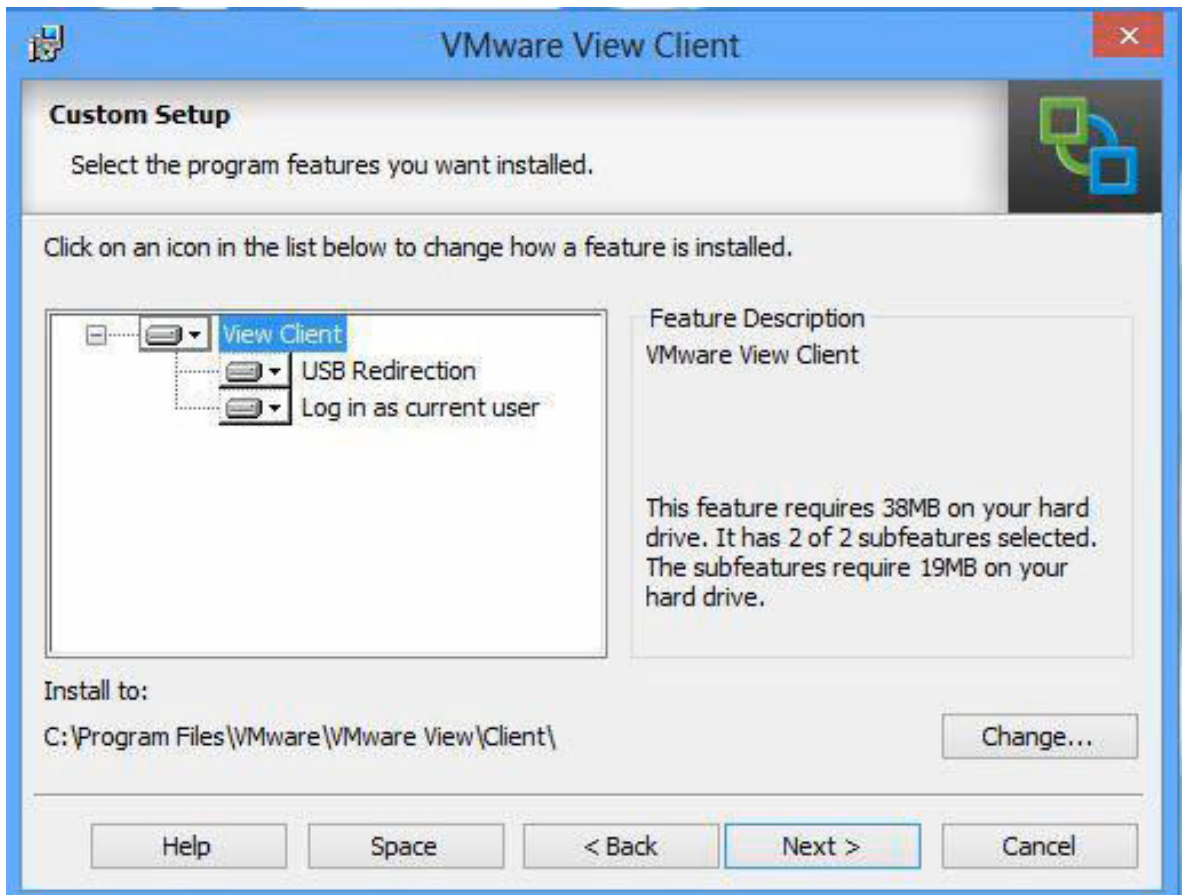 VMware View Client
Custom Setup
Select the program features you want installed.
Click on an icon in the list below to change how a feature is installed.
View Client
USB Redirection
Log in as current user
Feature Description
VMware View Client
This feature requires 38MB on your hard
drive. It has 2 of 2 subfeatures selected.
The subfeatures require 19MB on your
hard drive.
Install to:
C:\Program Files\VMware\VMware View\Client\
Change...
Help
Space
< Back
Next >
Cancel